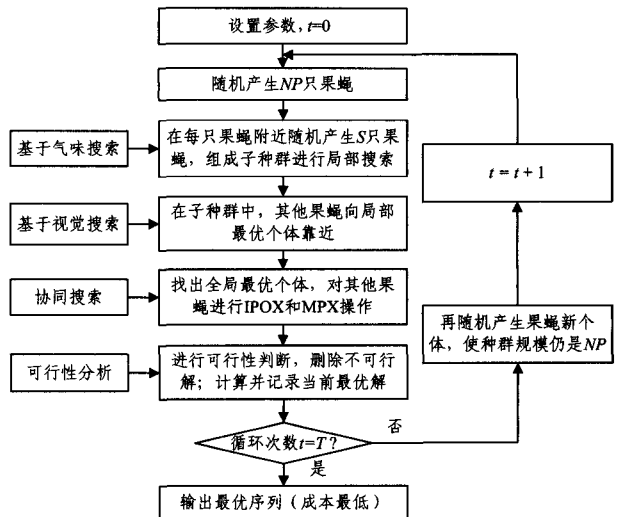 设置参数, t=0
随机产生NP只果蝇
基于气味搜索
在每只果蝇附近随机产生S只果
蝇，组成子种群进行局部搜索
t = t + 1
基于视觉搜索
在子种群中，其他果蝇向局部
最优个体靠近
协同搜索
找出全局最优个体，对其他果
蝇进行IPOX和MPX操作
再随机产生果蝇新个
体，使种群规模仍是NP
可行性分析
进行可行性判断，删除不可行
解；计算并记录当前最优解
循环次数t=T？
否
是
输出最优序列（成本最低）